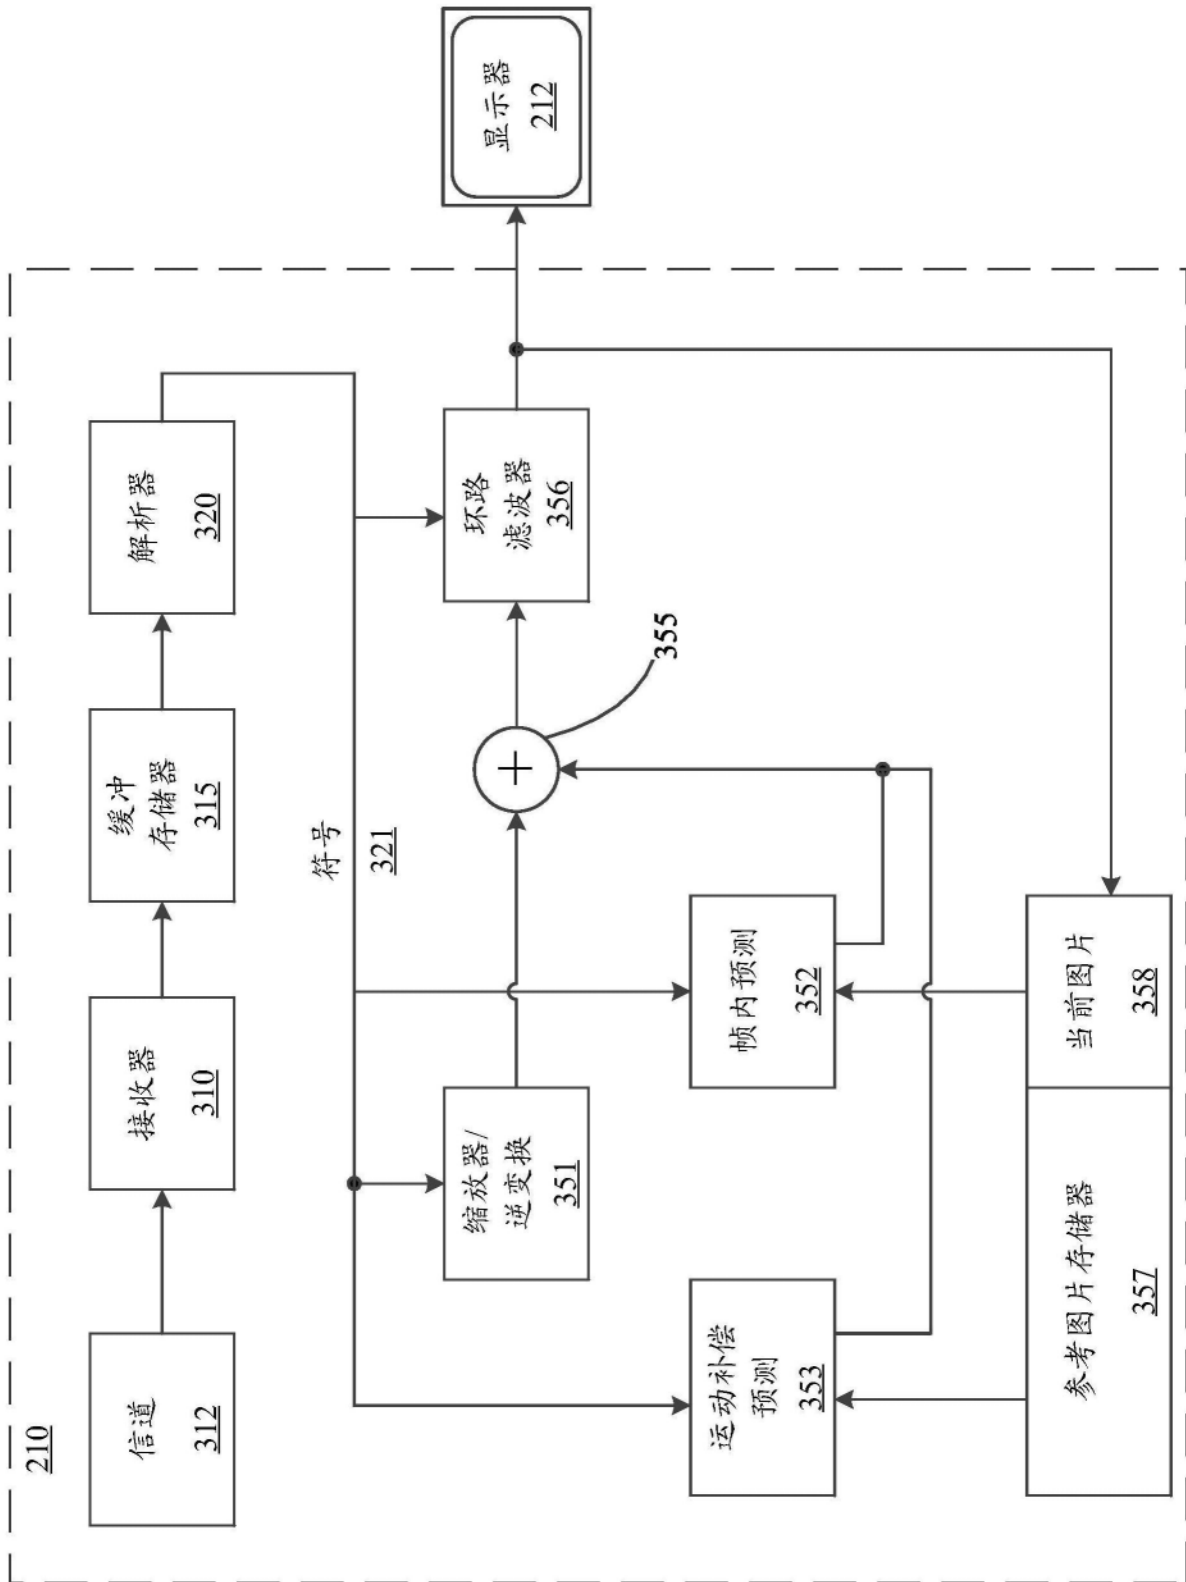 210
信道
312
接收器
310
缓冲
存储器
315
解析器
320
符号
321
缩放器/
逆变换
351
355
环路
滤波器
356
显示器
212
运动补偿
预测
353
帧内预测
352
参考图片存储器
357
当前图片
358